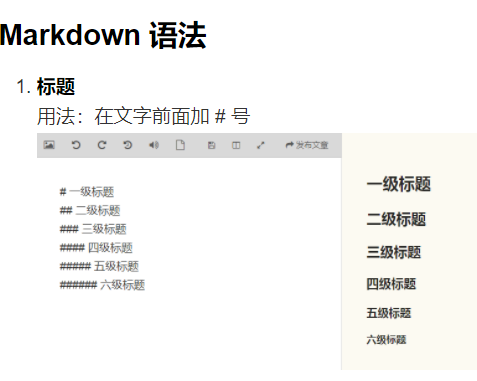 Markdown 语法
1. 标题
用法：在文字前面加 # 号
发布文章
# 一级标题
## 二级标题
### 三级标题
#### 四级标题
##### 五级标题
###### 六级标题
一级标题
二级标题
三级标题
四级标题
五级标题
六级标题